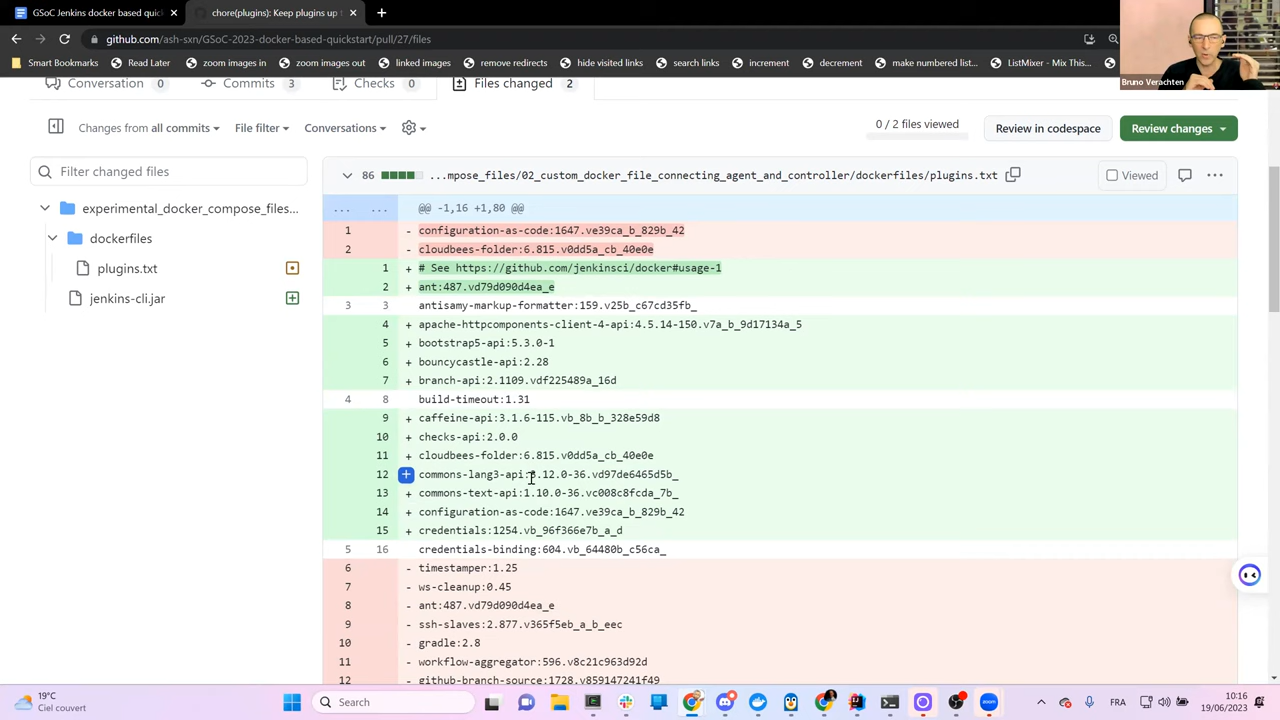 GSoC Jenkins docker quickstart
chore(plugins): Keep plugins up t
github.com/ash-sxn/GSoC-2023-docker-based-quickstart/pull/27/files
Smart Bookmarks
Read Later
zoom images in
zoom images out
linked images
remove redirects
hide visited links
search links
increment
decrement
make numbered list
ListMixer - Mix This
Bruno Verachten
Conversation 0
Commits 3
Checks 0
Files changed 2
Changes from all commits
File filter
Conversations
0 / 2 files viewed
Review in codespace
Review changes
Filter changed files
experimental_docker_compose_files...
dockerfiles
plugins.txt
jenkins-cli.jar
86
...mpose_files/02_custom_docker_file_connecting_agent_and_controller/dockerfiles/plugins.txt
Viewed
... ... @@ -1,16 +1,80 @@
1 - configuration-as-code:1647.ve39ca_b_829b_42
2 - cloudbees-folder:6.815.v0dd5a_cb_40e0e
1 + # See https://github.com/jenkinsci/docker#usage-1
2 + ant:487.vd79d090d4ea_e
3 3 antisamy-markup-formatter:159.v25b_c67cd35fb_
4 + apache-httpcomponents-client-4-api:4.5.14-150.v7a_b_9d17134a_5
5 + bootstrap5-api:5.3.0-1
6 + bouncycastle-api:2.28
7 + branch-api:2.1109.vdf225489a_16d
4 8 build-timeout:1.31
9 + caffeine-api:3.1.6-115.vb_8b_b_328e59d8
10 + checks-api:2.0.0
11 + cloudbees-folder:6.815.v0dd5a_cb_40e0e
12 + commons-lang3-api:3.12.0-36.vd97de6465d5b_
13 + commons-text-api:1.10.0-36.vc008c8fcda_7b_
14 + configuration-as-code:1647.ve39ca_b_829b_42
15 + credentials:1254.vb_96f366e7b_a_d
5 16 credentials-binding:604.vb_64480b_c56ca_
6 - timestamper:1.25
7 - ws-cleanup:0.45
8 - ant:487.vd79d090d4ea_e
9 - ssh-slaves:2.877.v365f5eb_a_b_eec
10 - gradle:2.8
11 - workflow-aggregator:596.v8c21c963d92d
12 - github-branch-source:1728.v859147241f49
19°C
Ciel couvert
Search
FRA
10:16
19/06/2023